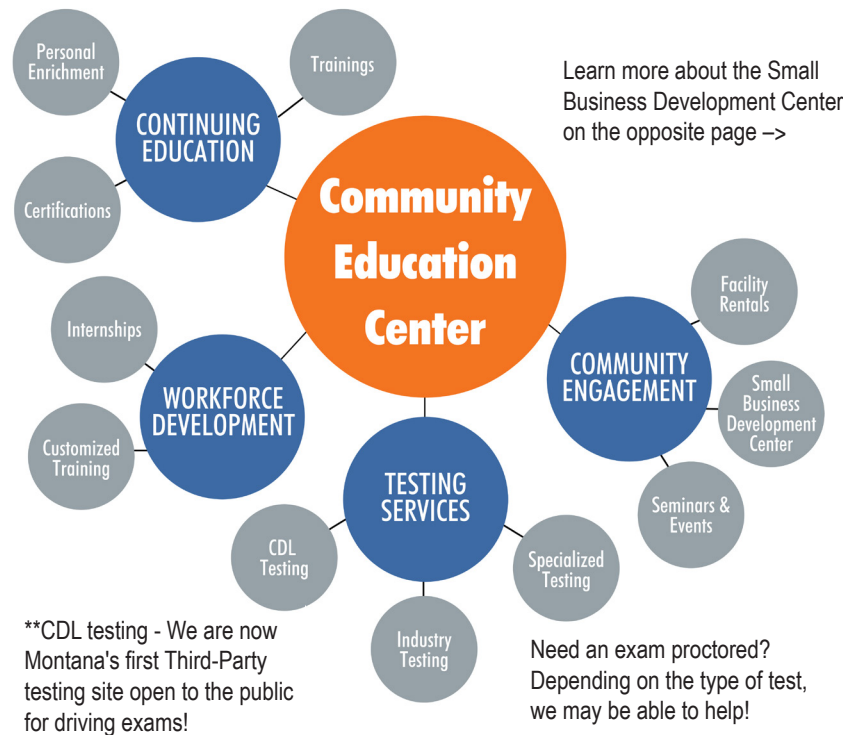 Personal
Enrichment
Trainings
CONTINUING
EDUCATION
Certifications
Learn more about the Small
Business Development Center
on the opposite page –>
Community
Education
Center
Internships
WORKFORCE
DEVELOPMENT
Customized
Training
Facility
Rentals
COMMUNITY
ENGAGEMENT
Small
Business
Development
Center
Seminars &
Events
TESTING
SERVICES
CDL
Testing
Specialized
Testing
Industry
Testing
**CDL testing - We are now
Montana's first Third-Party
testing site open to the public
for driving exams!
Need an exam proctored?
Depending on the type of test,
we may be able to help!